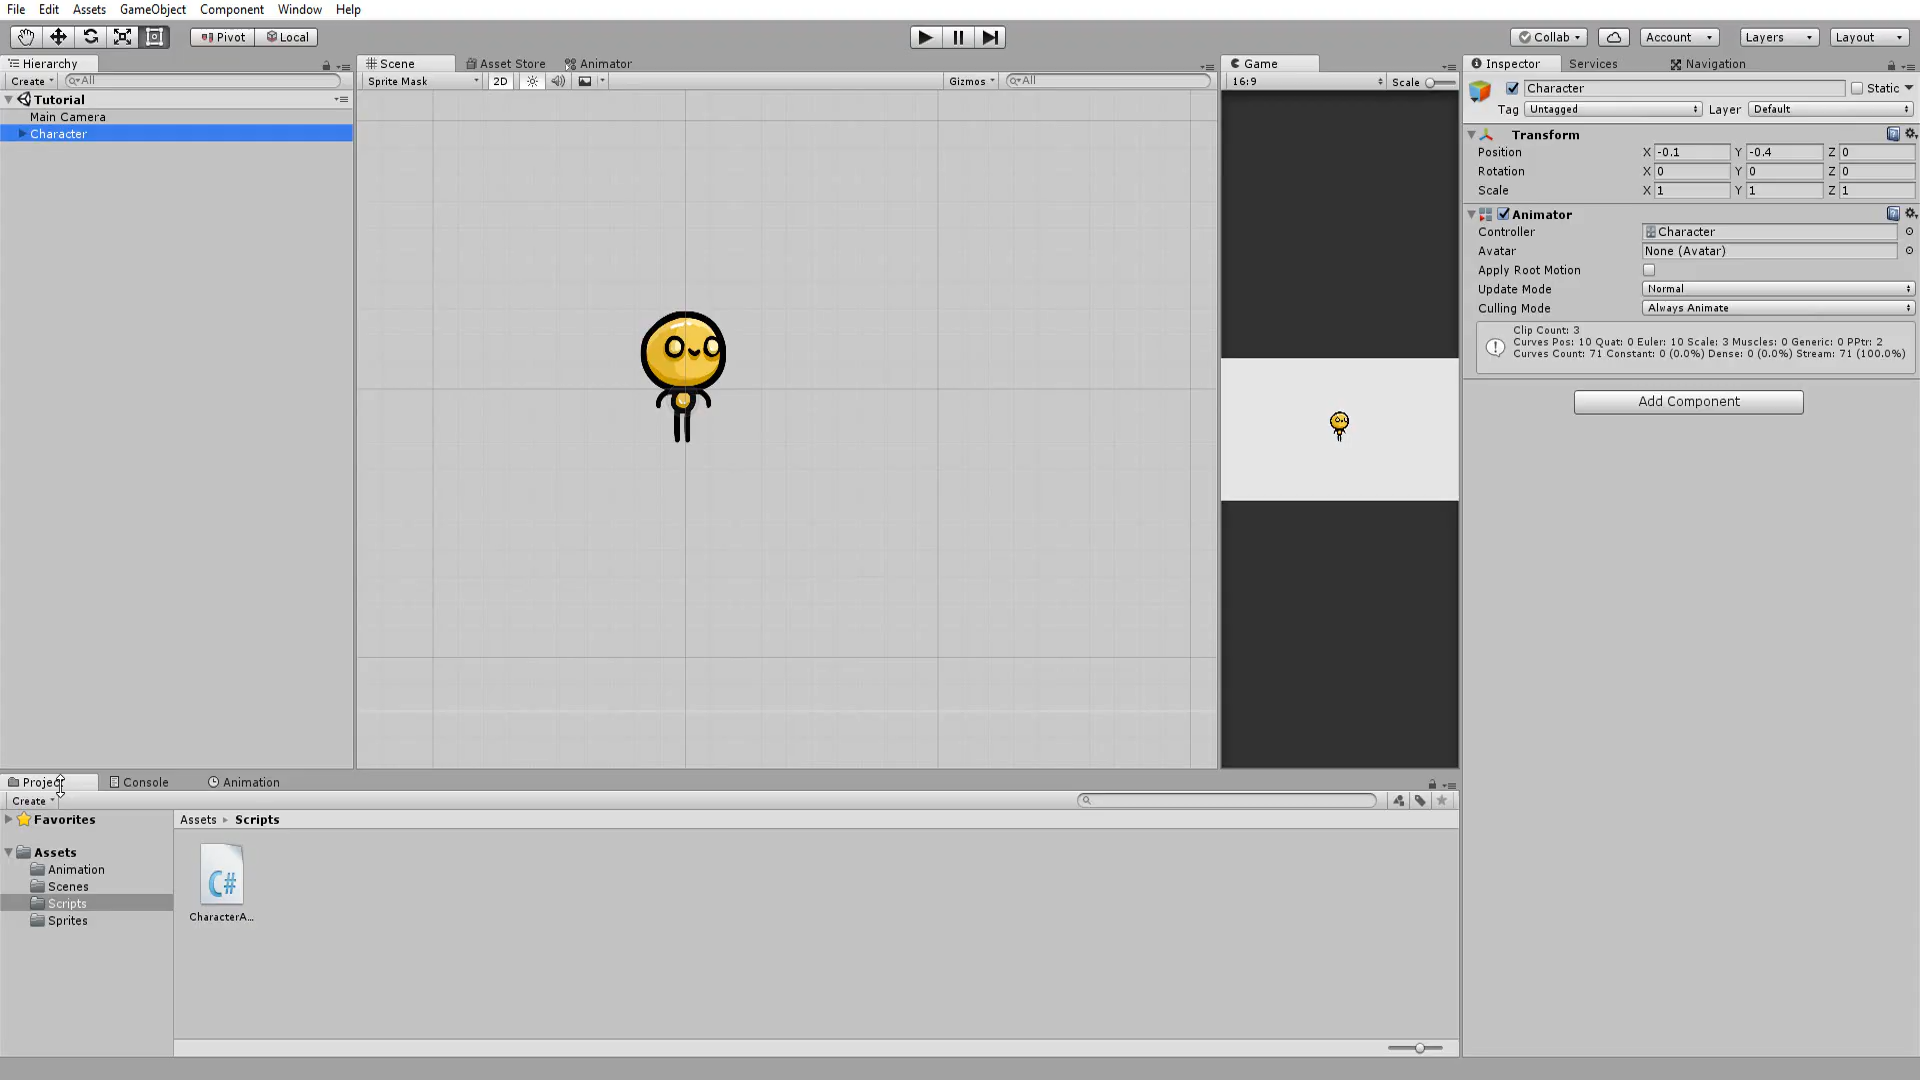 File Edit Assets GameObject Component Window Help
Pivot Local Collab Account Layers Layout
Hierarchy
Create All
Tutorial
Main Camera
Character
Scene Asset Store Animator
Sprite Mask 2D Gizmos All
Game
16:9 Scale
Inspector Services Navigation
Character Static
Tag Untagged Layer Default
Transform
Position X -0.1 Y -0.4 Z 0
Rotation X 0 Y 0 Z 0
Scale X 1 Y 1 Z 1
Animator
Controller Character
Avatar None (Avatar)
Apply Root Motion
Update Mode Normal
Culling Mode Always Animate
Clip Count: 3
Curves Pos: 10 Quat: 0 Euler: 10 Scale: 3 Muscles: 0 Generic: 0 PPtr: 2
Curves Count: 71 Constant: 0 (0.0%) Dense: 0 (0.0%) Stream: 71 (100.0%)
Add Component
Project Console Animation
Create
Favorites
Assets
Animation
Scenes
Scripts
Sprites
Assets Scripts
C#
CharacterA...